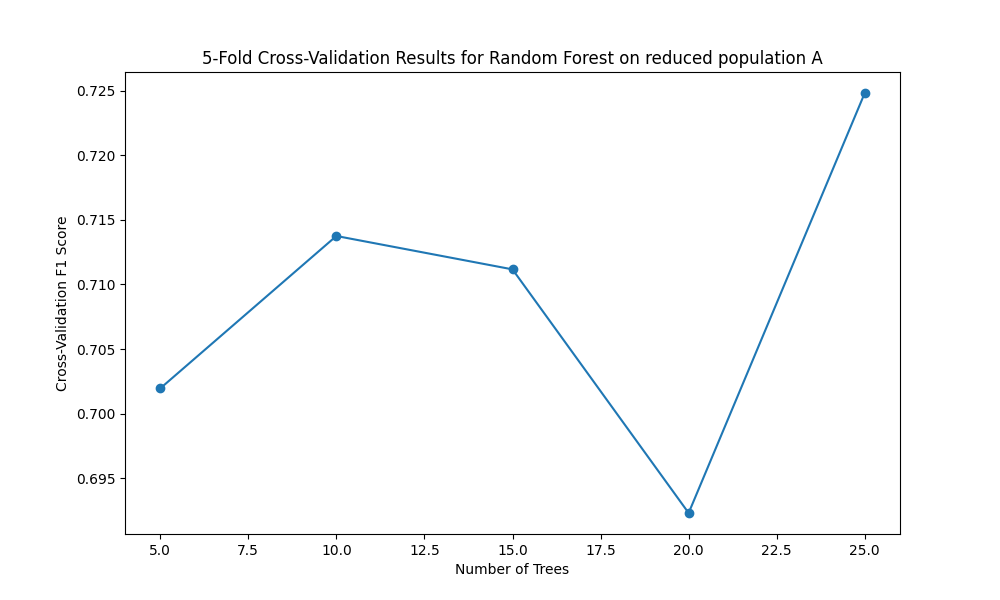 5-Fold Cross-Validation Results for Random Forest on reduced population A
0.725
0.720
0.715
0.710
0.705
0.700
0.695
Cross-Validation F1 Score
5.0 7.5 10.0 12.5 15.0 17.5 20.0 22.5 25.0
Number of Trees